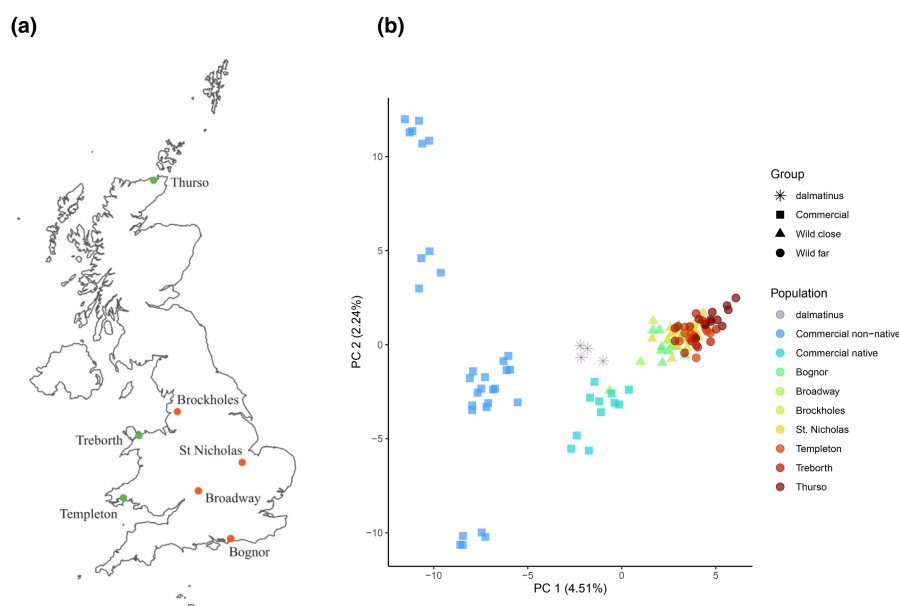 (a)
Thurso
Brockholes
Treborth
St Nicholas
Broadway
Templeton
Bognor
(b)
10
5
0
−5
−10
PC 2 (2.24%)
−10
−5
0
5
PC 1 (4.51%)
Group
dalmatinus
Commercial
Wild close
Wild far
Population
dalmatinus
Commercial non−native
Commercial native
Bognor
Broadway
Brockholes
St. Nicholas
Templeton
Treborth
Thurso